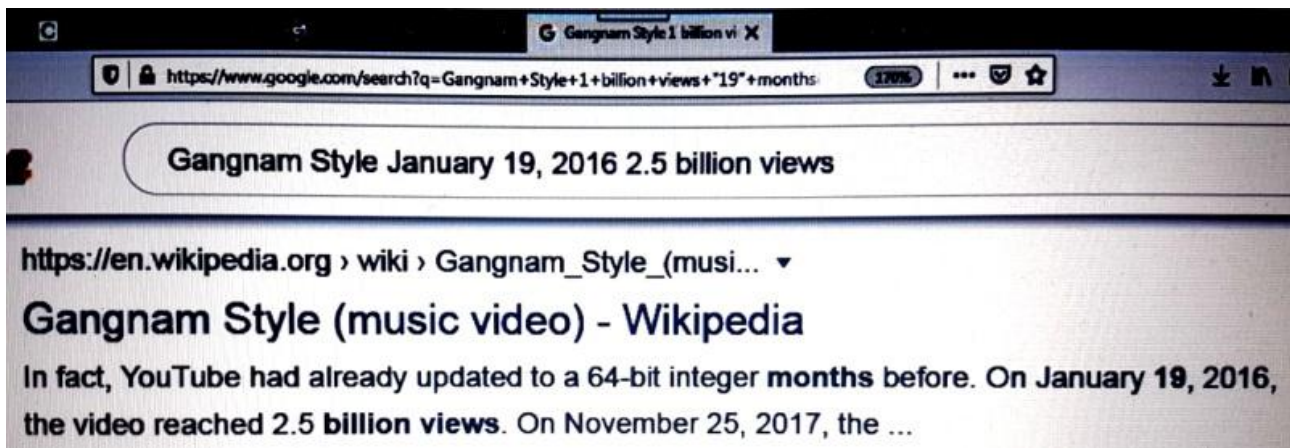 G Gangnam Style 1 billion vi X
https://www.google.com/search?q=Gangnam+Style+1+billion+views+"19"+months
170%
Gangnam Style January 19, 2016 2.5 billion views
https://en.wikipedia.org › wiki › Gangnam_Style_(musi...
Gangnam Style (music video) - Wikipedia
In fact, YouTube had already updated to a 64-bit integer months before. On January 19, 2016,
the video reached 2.5 billion views. On November 25, 2017, the ...